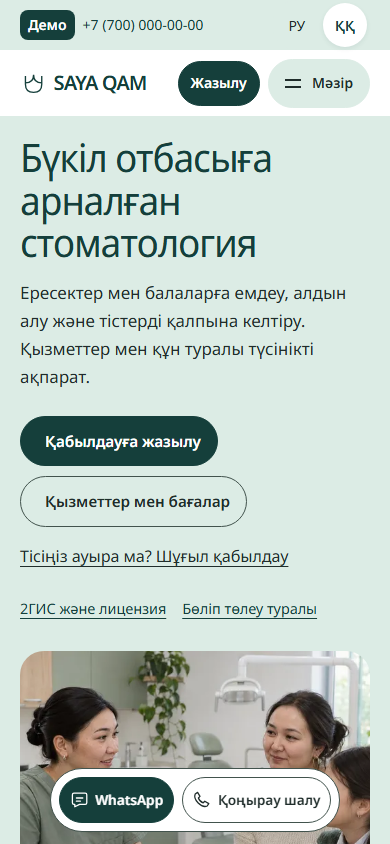 Демо +7 (700) 000-00-00 РУ ҚҚ
SAYA QAM Жазылу Мәзір
Бүкіл отбасыға
арналған
стоматология
Ересектер мен балаларға емдеу, алдын
алу және тістерді қалпына келтіру.
Қызметтер мен құн туралы түсінікті
ақпарат.
Қабылдауға жазылу
Қызметтер мен бағалар
Тісіңіз ауыра ма? Шұғыл қабылдау
2ГИС және лицензия Бөліп төлеу туралы
WhatsApp Қоңырау шалу